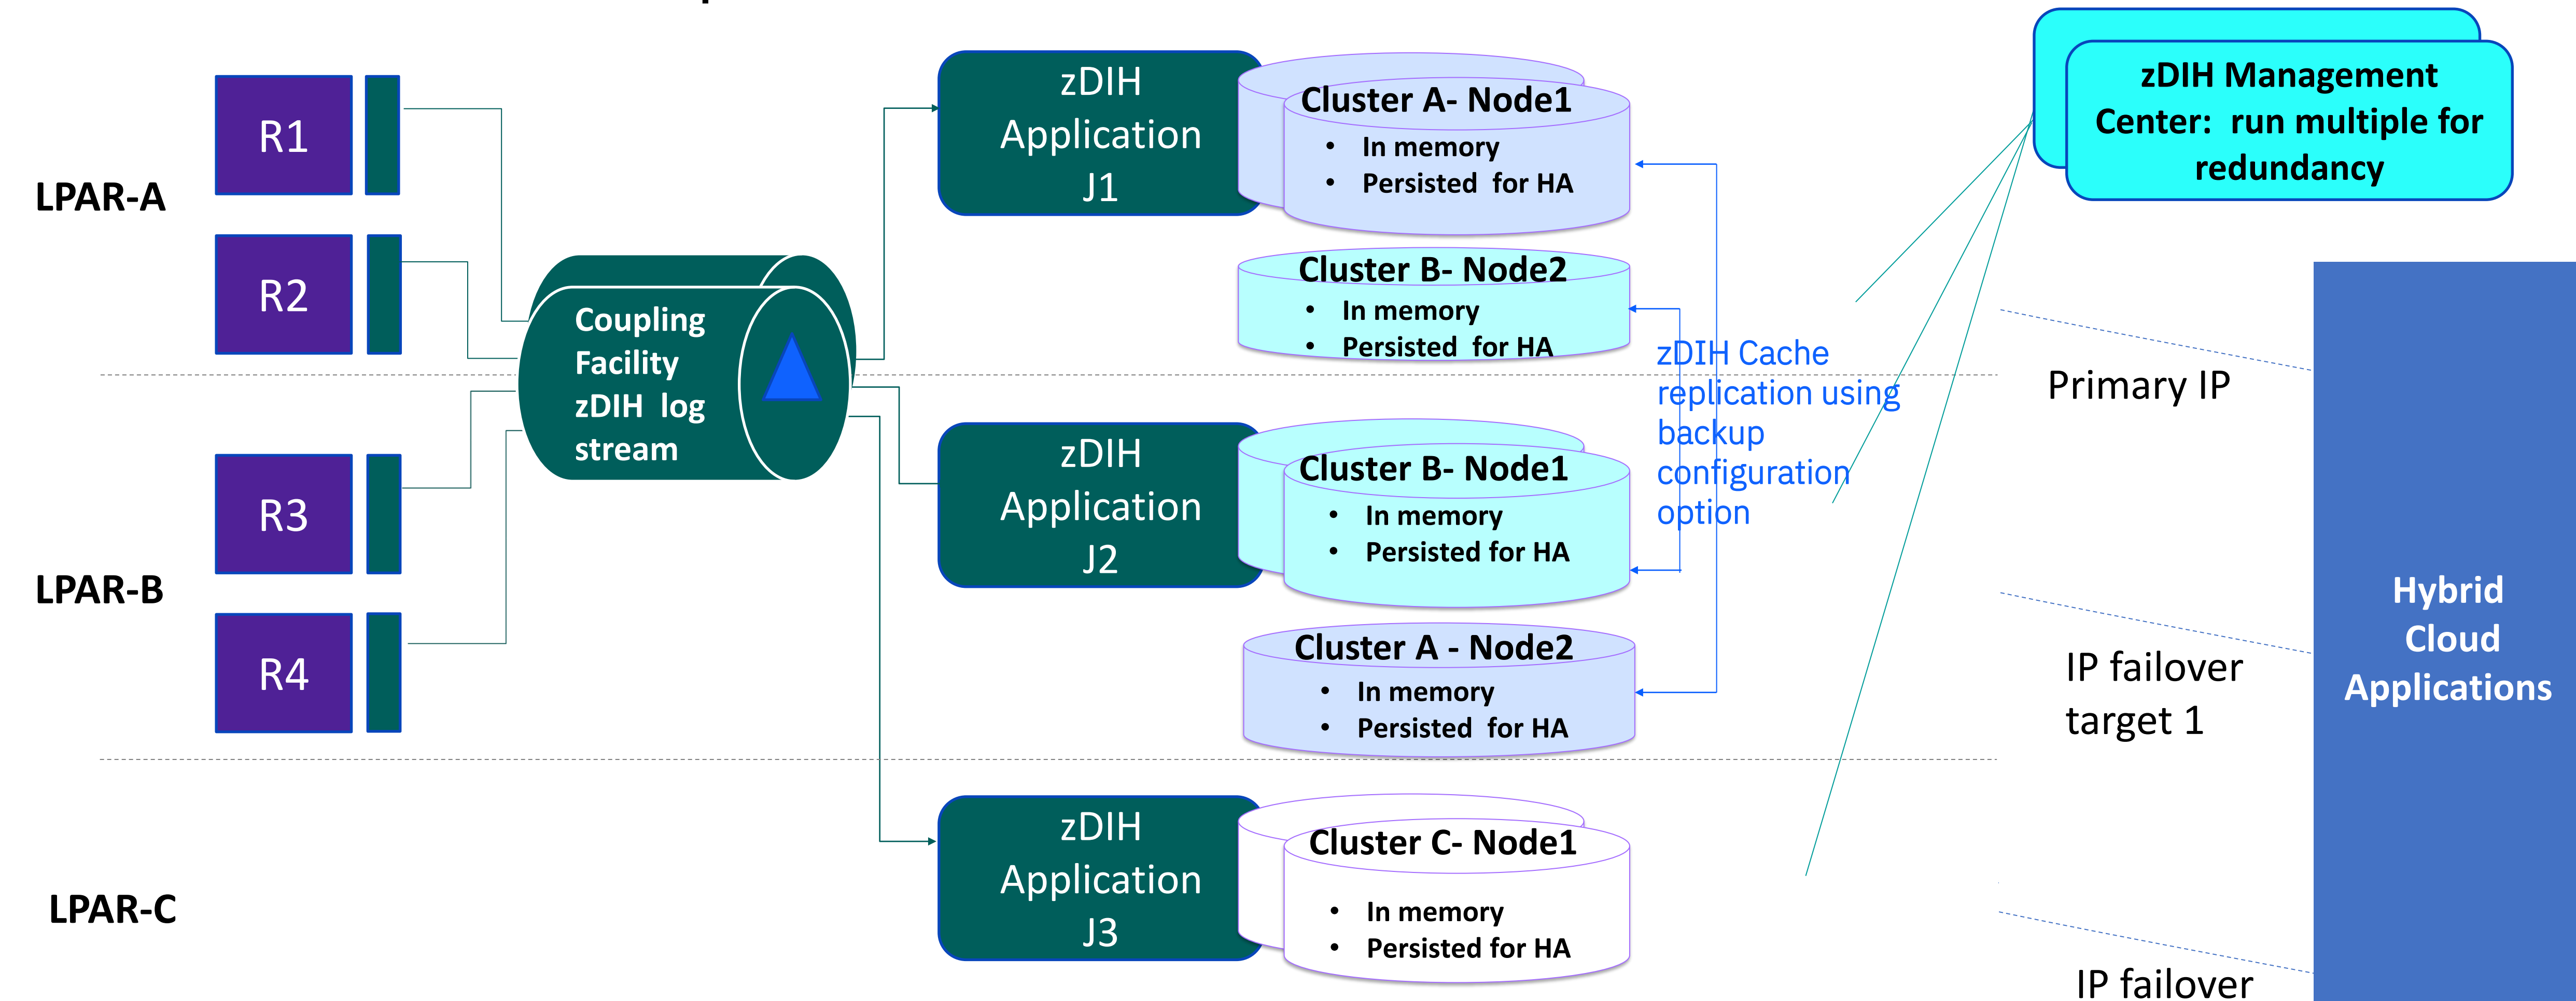 LPAR-A
R1
R2
LPAR-B
R3
R4
LPAR-C
Coupling
Facility
zDIH log
stream
zDIH
Application
J1
Cluster A- Node1
• In memory
• Persisted for HA
Cluster B- Node2
• In memory
• Persisted for HA
zDIH
Application
J2
Cluster B- Node1
• In memory
• Persisted for HA
Cluster A - Node2
• In memory
• Persisted for HA
zDIH
Application
J3
Cluster C- Node1
• In memory
• Persisted for HA
zDIH Cache
replication using
backup
configuration
option
zDIH Management
Center: run multiple for
redundancy
Primary IP
IP failover
target 1
IP failover
Hybrid
Cloud
Applications